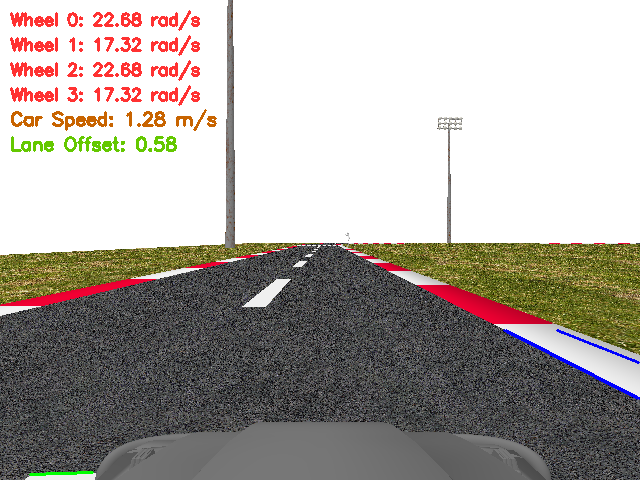 Wheel 0: 22.68 rad/s
Wheel 1: 17.32 rad/s
Wheel 2: 22.68 rad/s
Wheel 3: 17.32 rad/s
Car Speed: 1.28 m/s
Lane Offset: 0.58